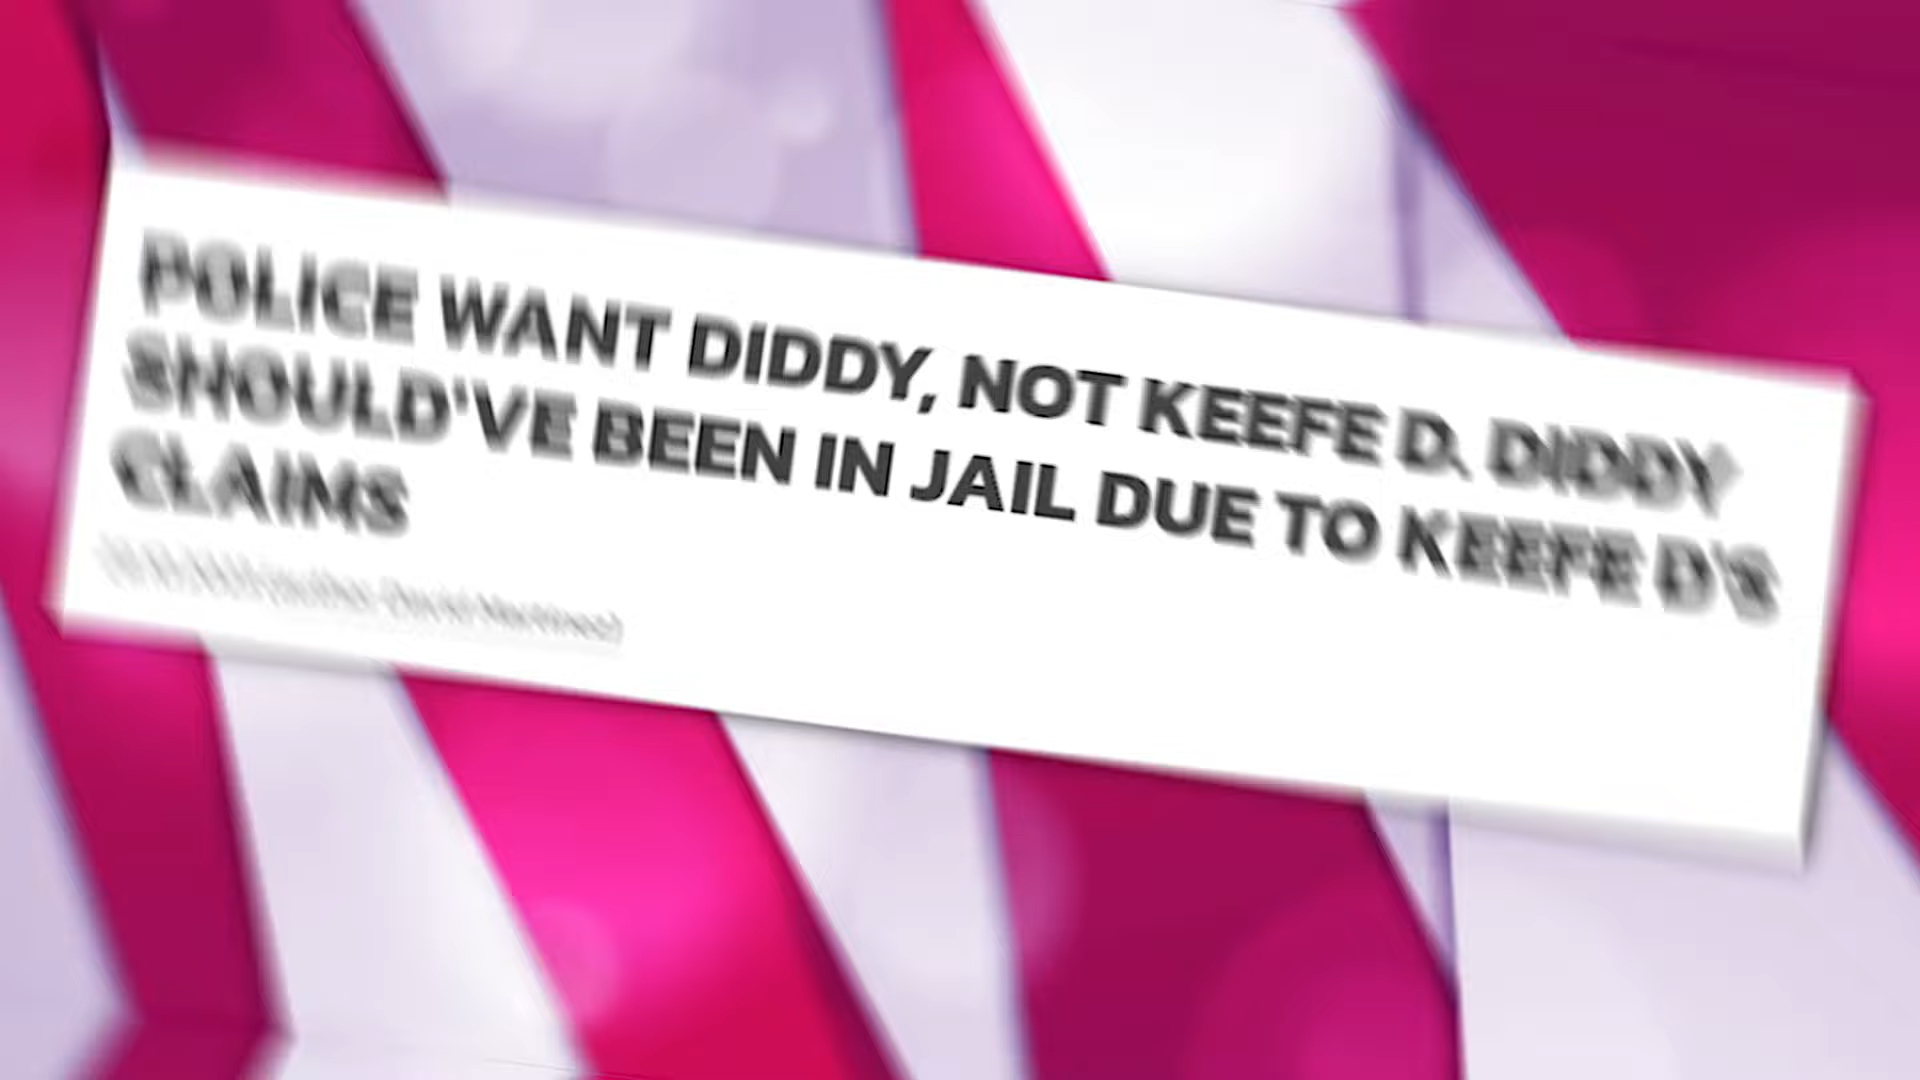 POLICE WANT DIDDY, NOT KEEFE D. DIDDY
SHOULD'VE BEEN IN JAIL DUE TO KEEFE D'S
CLAIMS